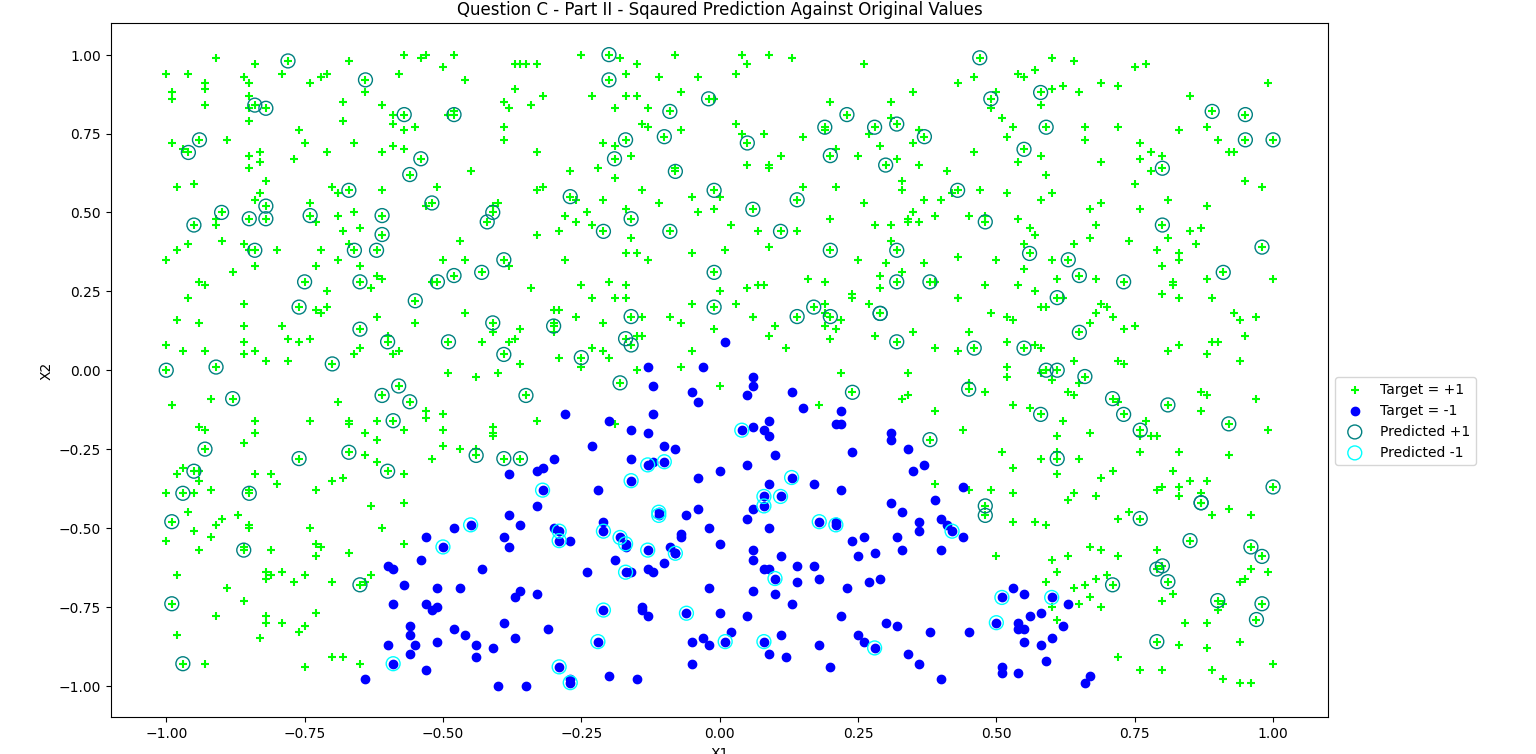 Question C - Part II - Sqaured Prediction Against Original Values
1.00
0.75
0.50
0.25
0.00
−0.25
−0.50
−0.75
−1.00
X2
−1.00 −0.75 −0.50 −0.25 0.00 0.25 0.50 0.75 1.00
X1
Target = +1
Target = -1
Predicted +1
Predicted -1